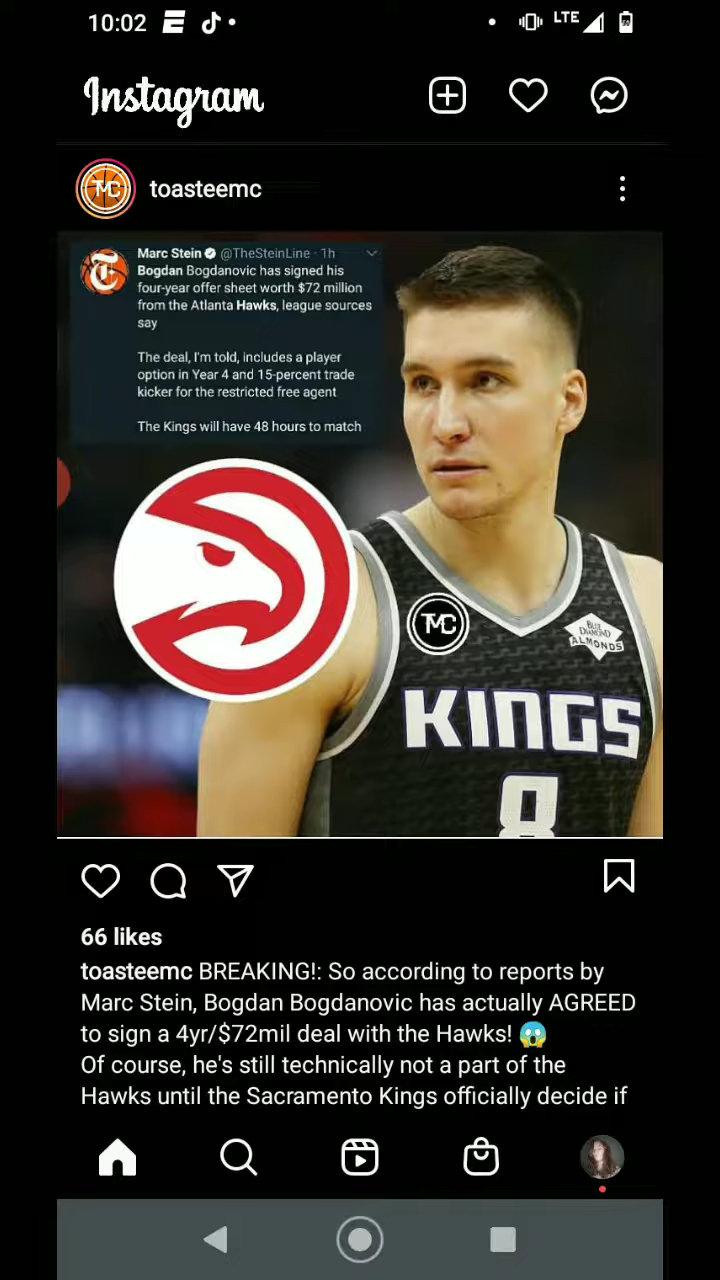 10:02
LTE
Instagram
TMC
toasteemc
Marc Stein @TheSteinLine · 1h
Bogdan Bogdanovic has signed his
four-year offer sheet worth $72 million
from the Atlanta Hawks, league sources
say
The deal, I'm told, includes a player
option in Year 4 and 15-percent trade
kicker for the restricted free agent
The Kings will have 48 hours to match
TMC
BLUE
DIAMOND
ALMONDS
KINGS
8
66 likes
toasteemc BREAKING!: So according to reports by
Marc Stein, Bogdan Bogdanovic has actually AGREED
to sign a 4yr/$72mil deal with the Hawks! 😱
Of course, he's still technically not a part of the
Hawks until the Sacramento Kings officially decide if